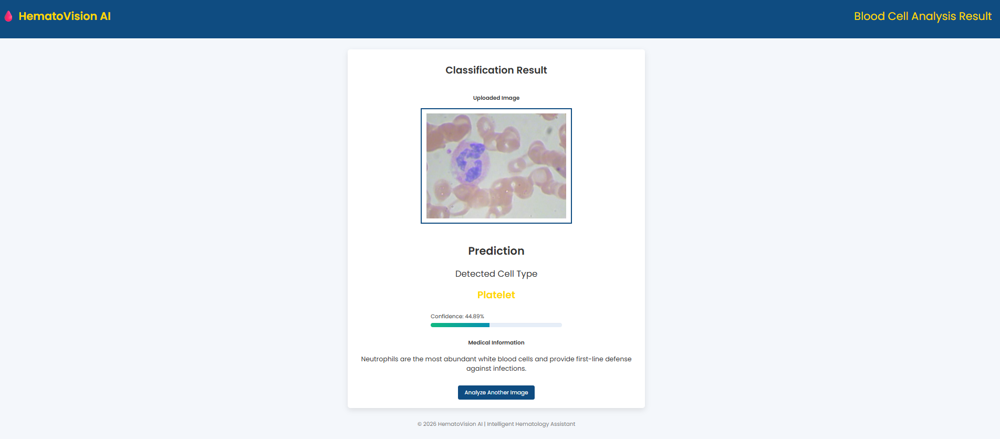 HematoVision AI
Blood Cell Analysis Result
Classification Result
Uploaded Image
Prediction
Detected Cell Type
Platelet
Confidence: 44.89%
Medical Information
Neutrophils are the most abundant white blood cells and provide first-line defense
against infections.
Analyze Another Image
© 2026 HematoVision AI | Intelligent Hematology Assistant